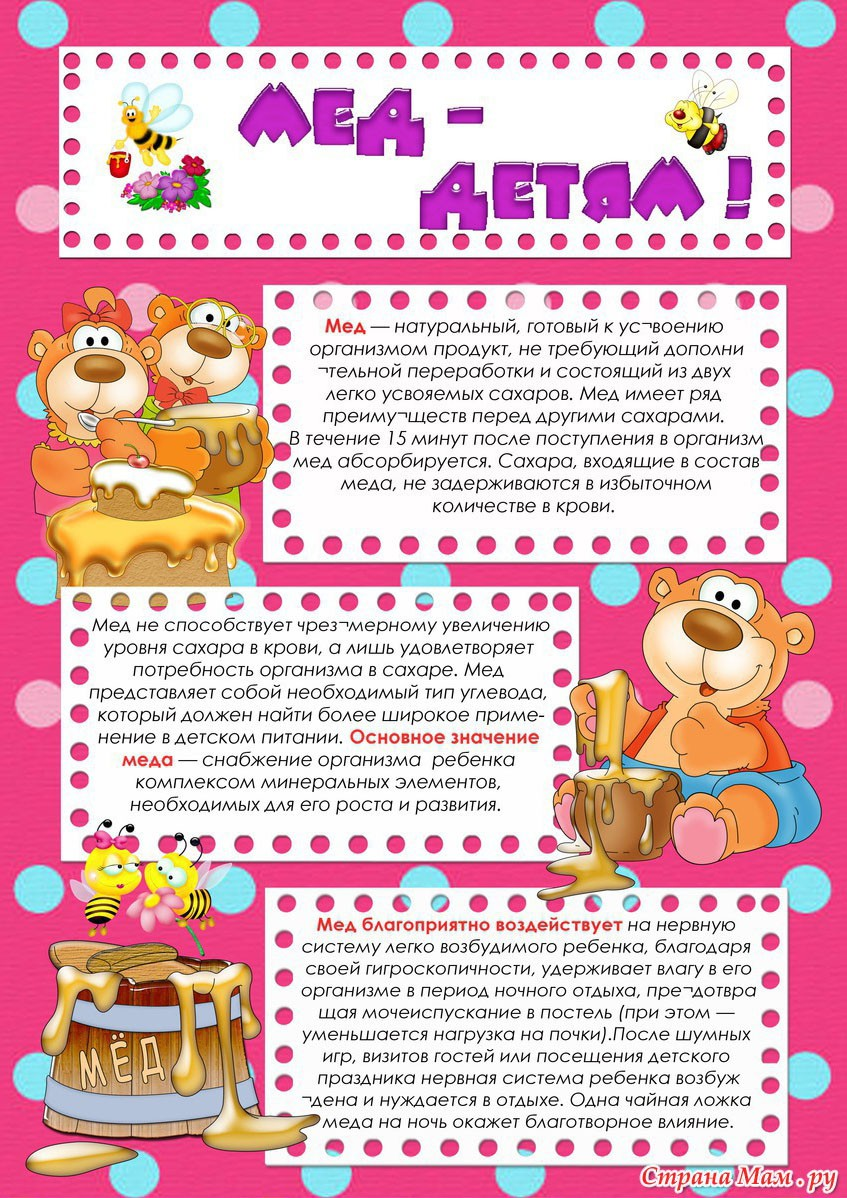 МЕД -
ДЕТЯМ!
Мед — натуральный, готовый к ус¬воению
организмом продукт, не требующий дополни
¬тельной переработки и состоящий из двух
легко усвояемых сахаров. Мед имеет ряд
преиму¬ществ перед другими сахарами.
В течение 15 минут после поступления в организм
мед абсорбируется. Сахара, входящие в состав
меда, не задерживаются в избыточном
количестве в крови.
Мед не способствует чрез¬мерному увеличению
уровня сахара в крови, а лишь удовлетворяет
потребность организма в сахаре. Мед
представляет собой необходимый тип углевода,
который должен найти более широкое приме-
нение в детском питании. Основное значение
меда — снабжение организма ребенка
комплексом минеральных элементов,
необходимых для его роста и развития.
МЁД
Мед благоприятно воздействует на нервную
систему легко возбудимого ребенка, благодаря
своей гигроскопичности, удерживает влагу в его
организме в период ночного отдыха, пре¬дотвра
щая мочеиспускание в постель (при этом —
уменьшается нагрузка на почки).После шумных
игр, визитов гостей или посещения детского
праздника нервная система ребенка возбуж
¬дена и нуждается в отдыхе. Одна чайная ложка
меда на ночь окажет благотворное влияние.
Страна Мам . ру